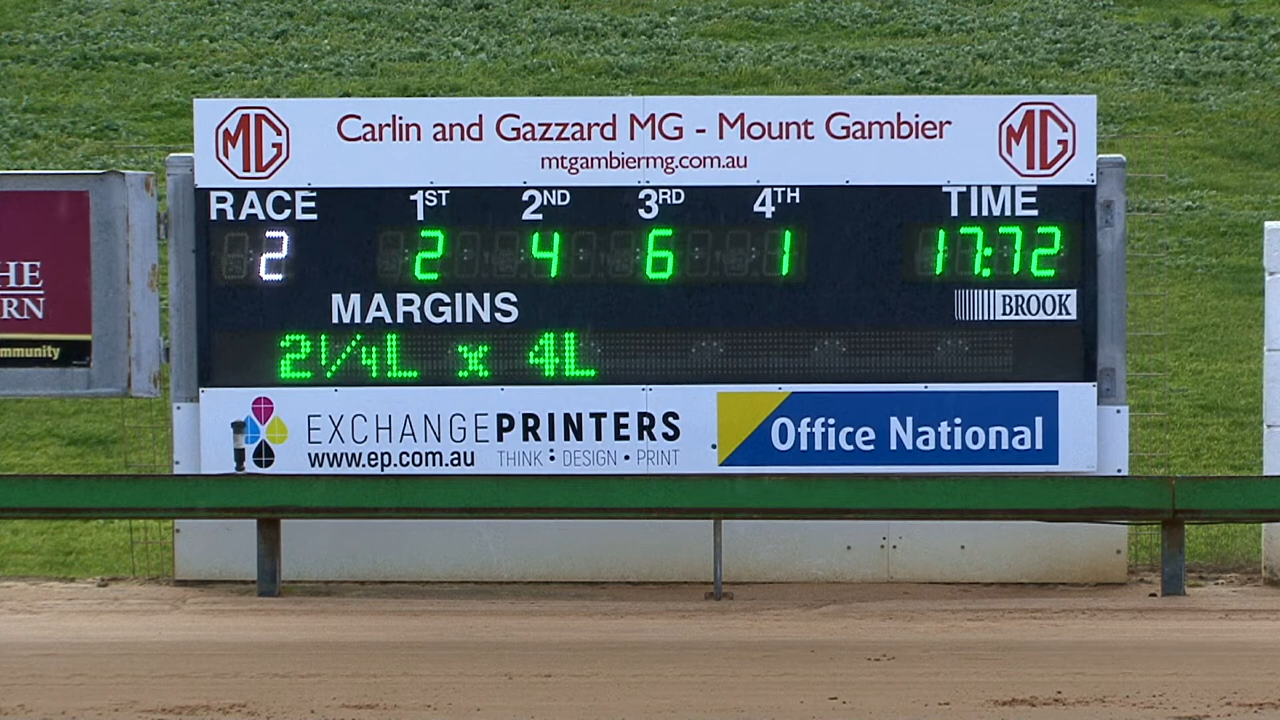 MG Carlin and Gazzard MG - Mount Gambier MG
mtgambiermg.com.au
RACE 1ST 2ND 3RD 4TH TIME
2 2 4 6 1 17:72
MARGINS BROOK
2¼L x 4L
EXCHANGEPRINTERS
www.ep.com.au THINK : DESIGN • PRINT
Office National
HE
RN
mmunity